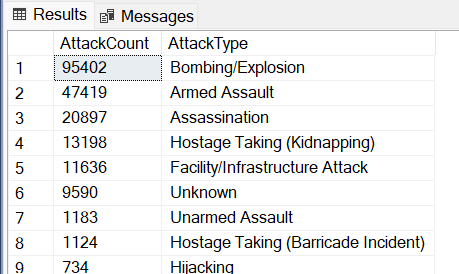 Results Messages
AttackCount AttackType
1 95402 Bombing/Explosion
2 47419 Armed Assault
3 20897 Assassination
4 13198 Hostage Taking (Kidnapping)
5 11636 Facility/Infrastructure Attack
6 9590 Unknown
7 1183 Unarmed Assault
8 1124 Hostage Taking (Barricade Incident)
9 734 Hijacking